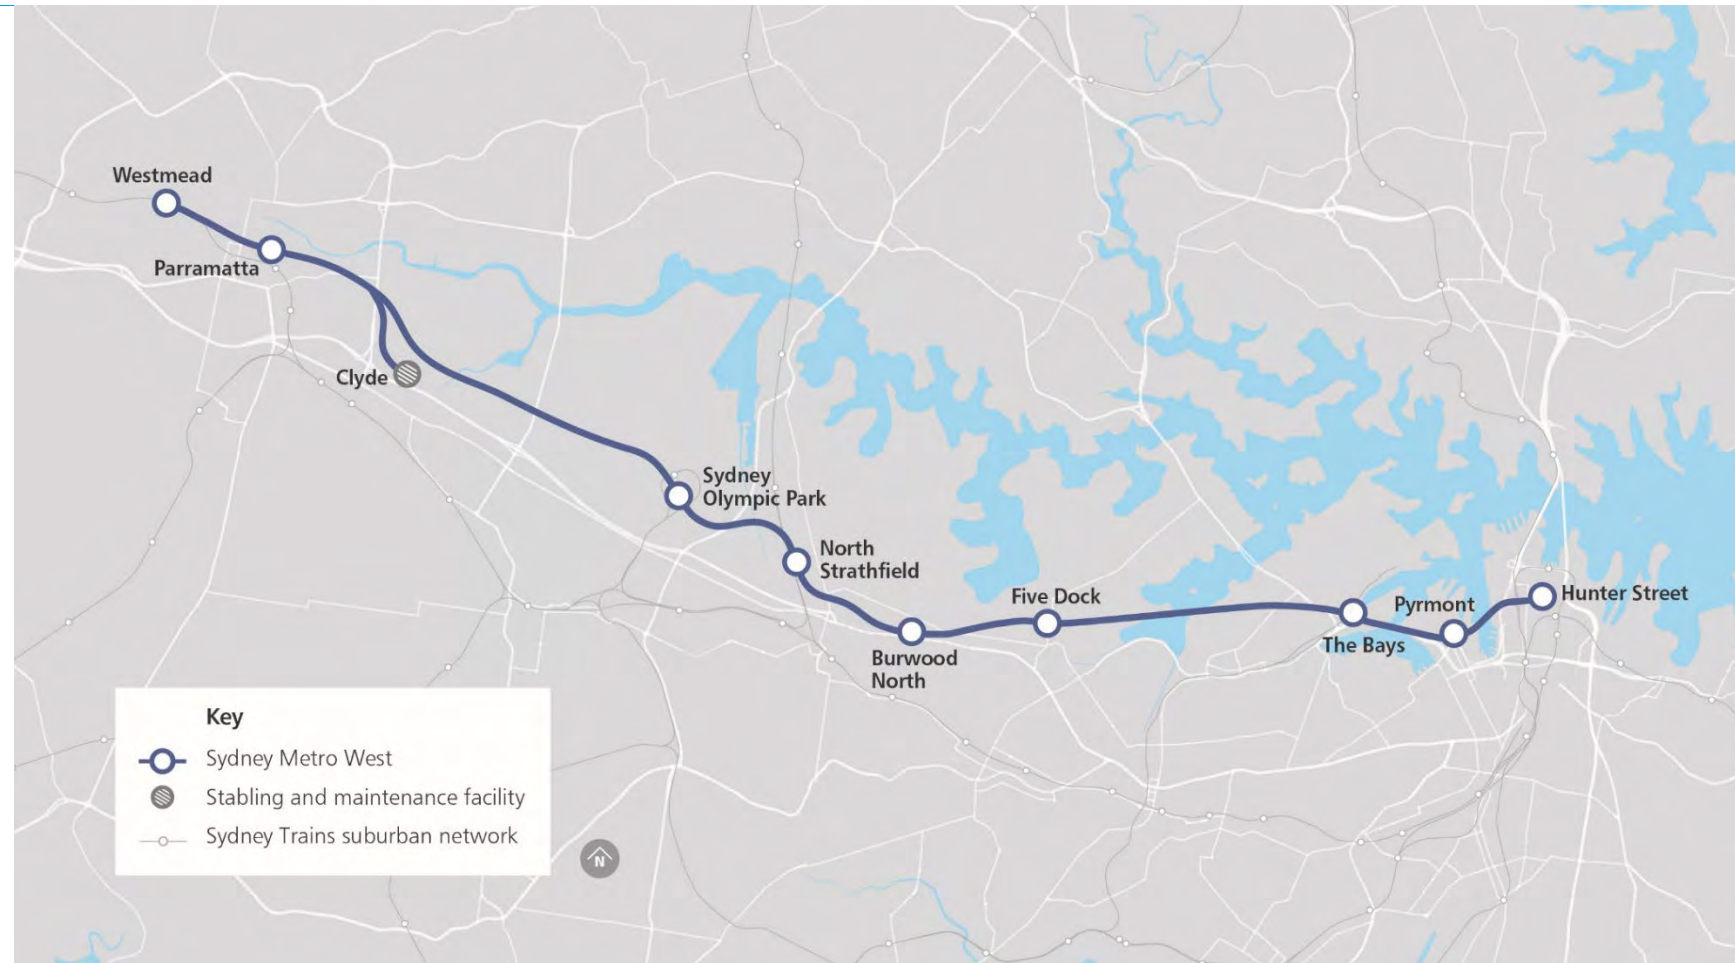 Westmead
Parramatta
Clyde
Sydney
Olympic Park
North
Strathfield
Five Dock
Burwood
North
Pyrmont
The Bays
Hunter Street
Key
Sydney Metro West
Stabling and maintenance facility
Sydney Trains suburban network
N